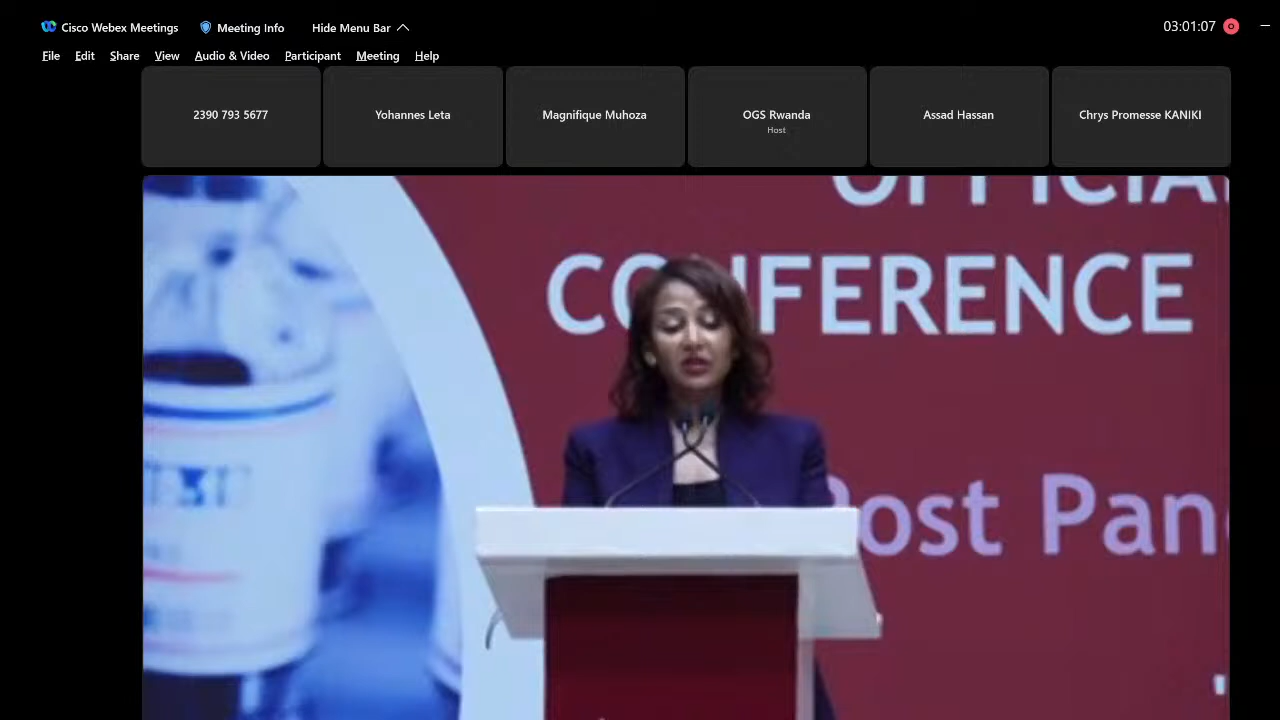 Cisco Webex Meetings
Meeting Info
Hide Menu Bar
03:01:07
File
Edit
Share
View
Audio & Video
Participant
Meeting
Help
2390 793 5677
Yohannes Leta
Magnifique Muhoza
OGS Rwanda
Host
Assad Hassan
Chrys Promesse KANIKI
OFFICIA
CONFERENCE
Post Pan